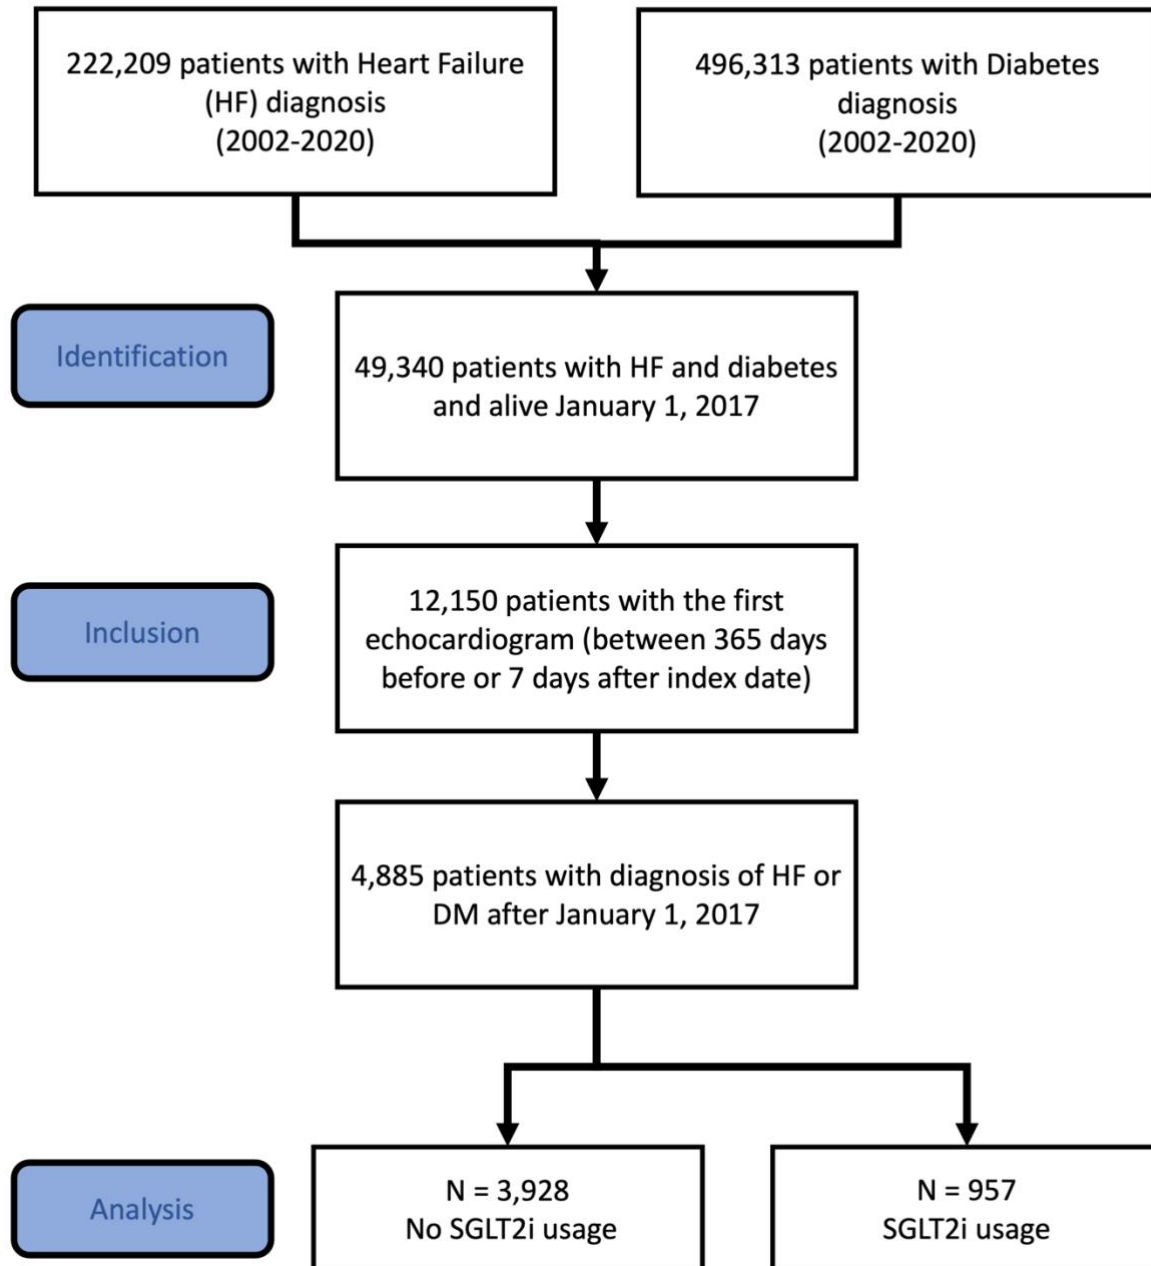 222,209 patients with Heart Failure
(HF) diagnosis
(2002-2020)
496,313 patients with Diabetes
diagnosis
(2002-2020)
Identification
49,340 patients with HF and diabetes
and alive January 1, 2017
Inclusion
12,150 patients with the first
echocardiogram (between 365 days
before or 7 days after index date)
4,885 patients with diagnosis of HF or
DM after January 1, 2017
Analysis
N = 3,928
No SGLT2i usage
N = 957
SGLT2i usage